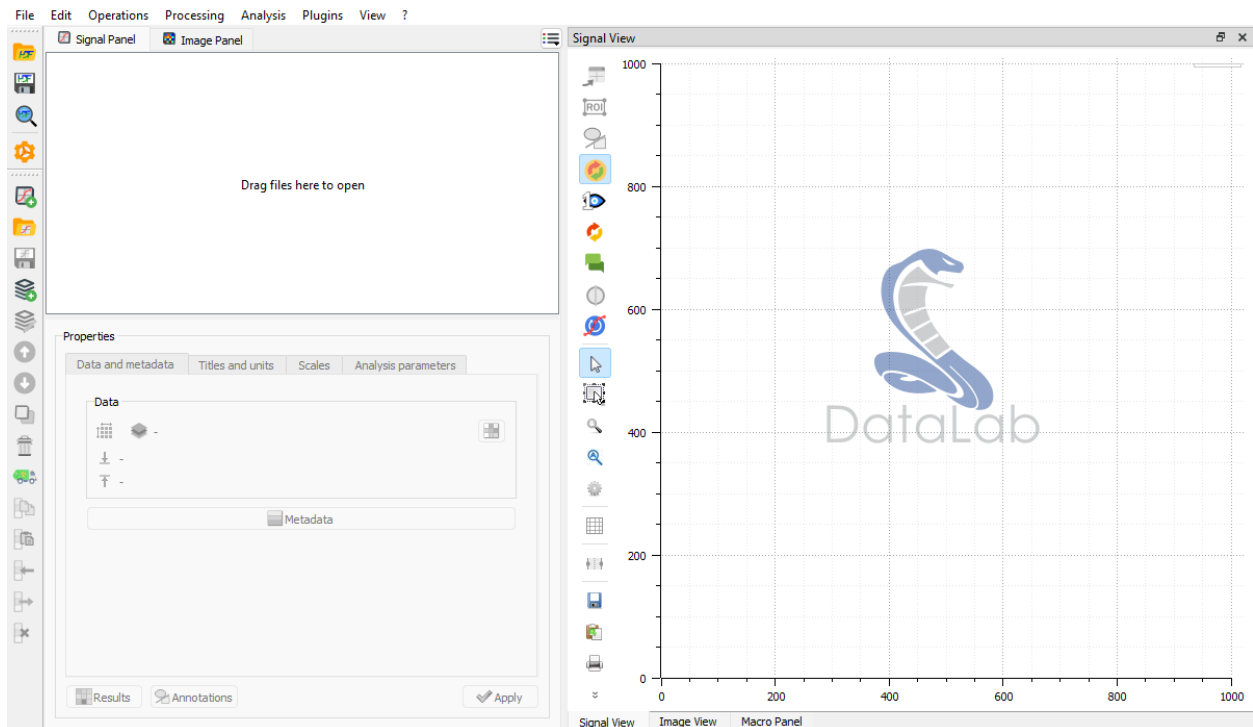 File Edit Operations Processing Analysis Plugins View ?
Signal Panel Image Panel
Drag files here to open
Properties
Data and metadata Titles and units Scales Analysis parameters
Data
-
-
-
Metadata
Results Annotations Apply
Signal View
ROI
1000
800
600
400
200
0
0 200 400 600 800 1000
DataLab
Signal View Image View Macro Panel